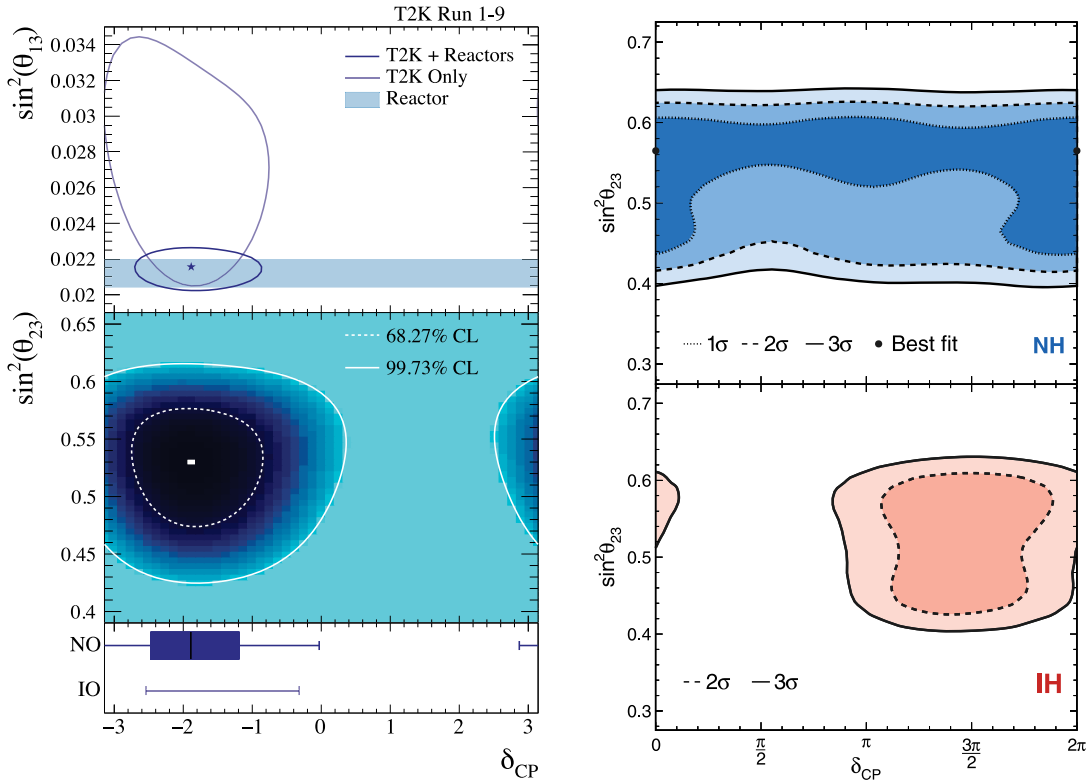 T2K Run 1-9
sin²(θ₁₃)
0.034
0.032
0.03
0.028
0.026
0.024
0.022
0.02
T2K + Reactors
T2K Only
Reactor
sin²(θ₂₃)
0.65
0.6
0.55
0.5
0.45
0.4
68.27% CL
99.73% CL
NO
IO
−3 −2 −1 0 1 2 3
δCP
0.7
0.6
0.5
0.4
0.3
sin²θ₂₃
1σ 2σ 3σ Best fit
NH
0.7
0.6
0.5
0.4
0.3
sin²θ₂₃
2σ 3σ
IH
0 π/2 π 3π/2 2π
δCP